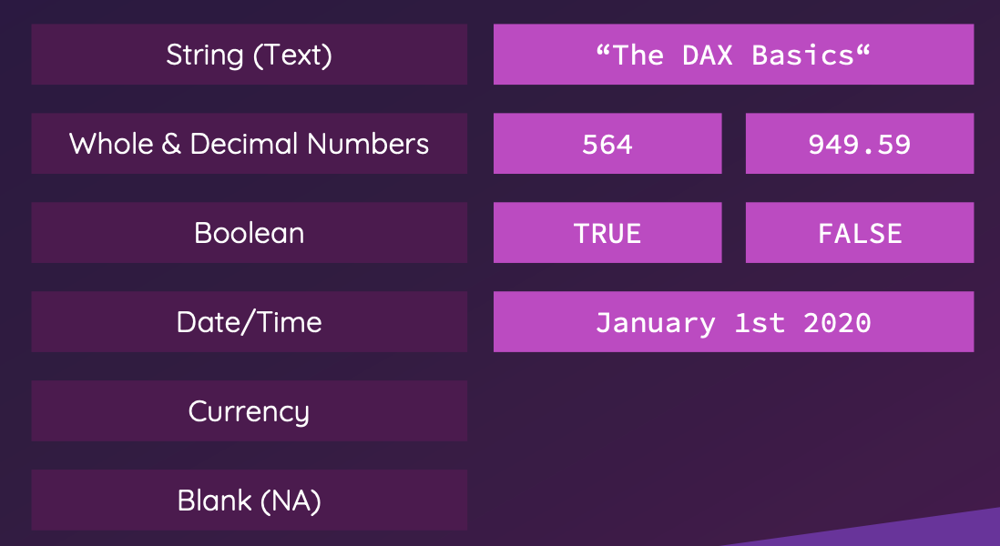 String (Text) “The DAX Basics“
Whole & Decimal Numbers 564 949.59
Boolean TRUE FALSE
Date/Time January 1st 2020
Currency
Blank (NA)